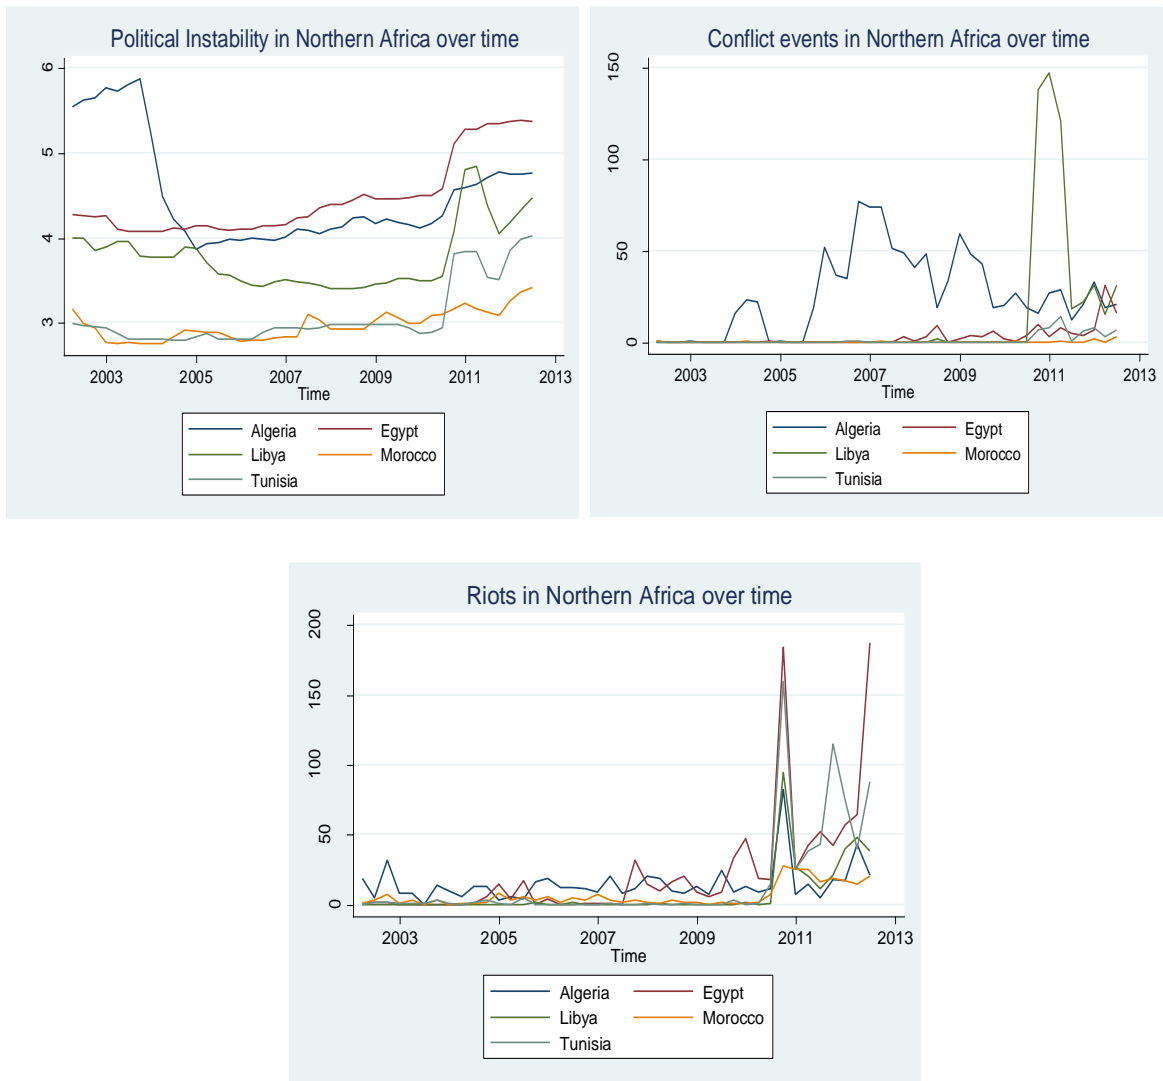 Political Instability in Northern Africa over time
6
5
4
3
2003 2005 2007 2009 2011 2013
Time
Algeria Egypt
Libya Morocco
Tunisia
Conflict events in Northern Africa over time
150
100
50
0
2003 2005 2007 2009 2011 2013
Time
Algeria Egypt
Libya Morocco
Tunisia
Riots in Northern Africa over time
200
150
100
50
0
2003 2005 2007 2009 2011 2013
Time
Algeria Egypt
Libya Morocco
Tunisia